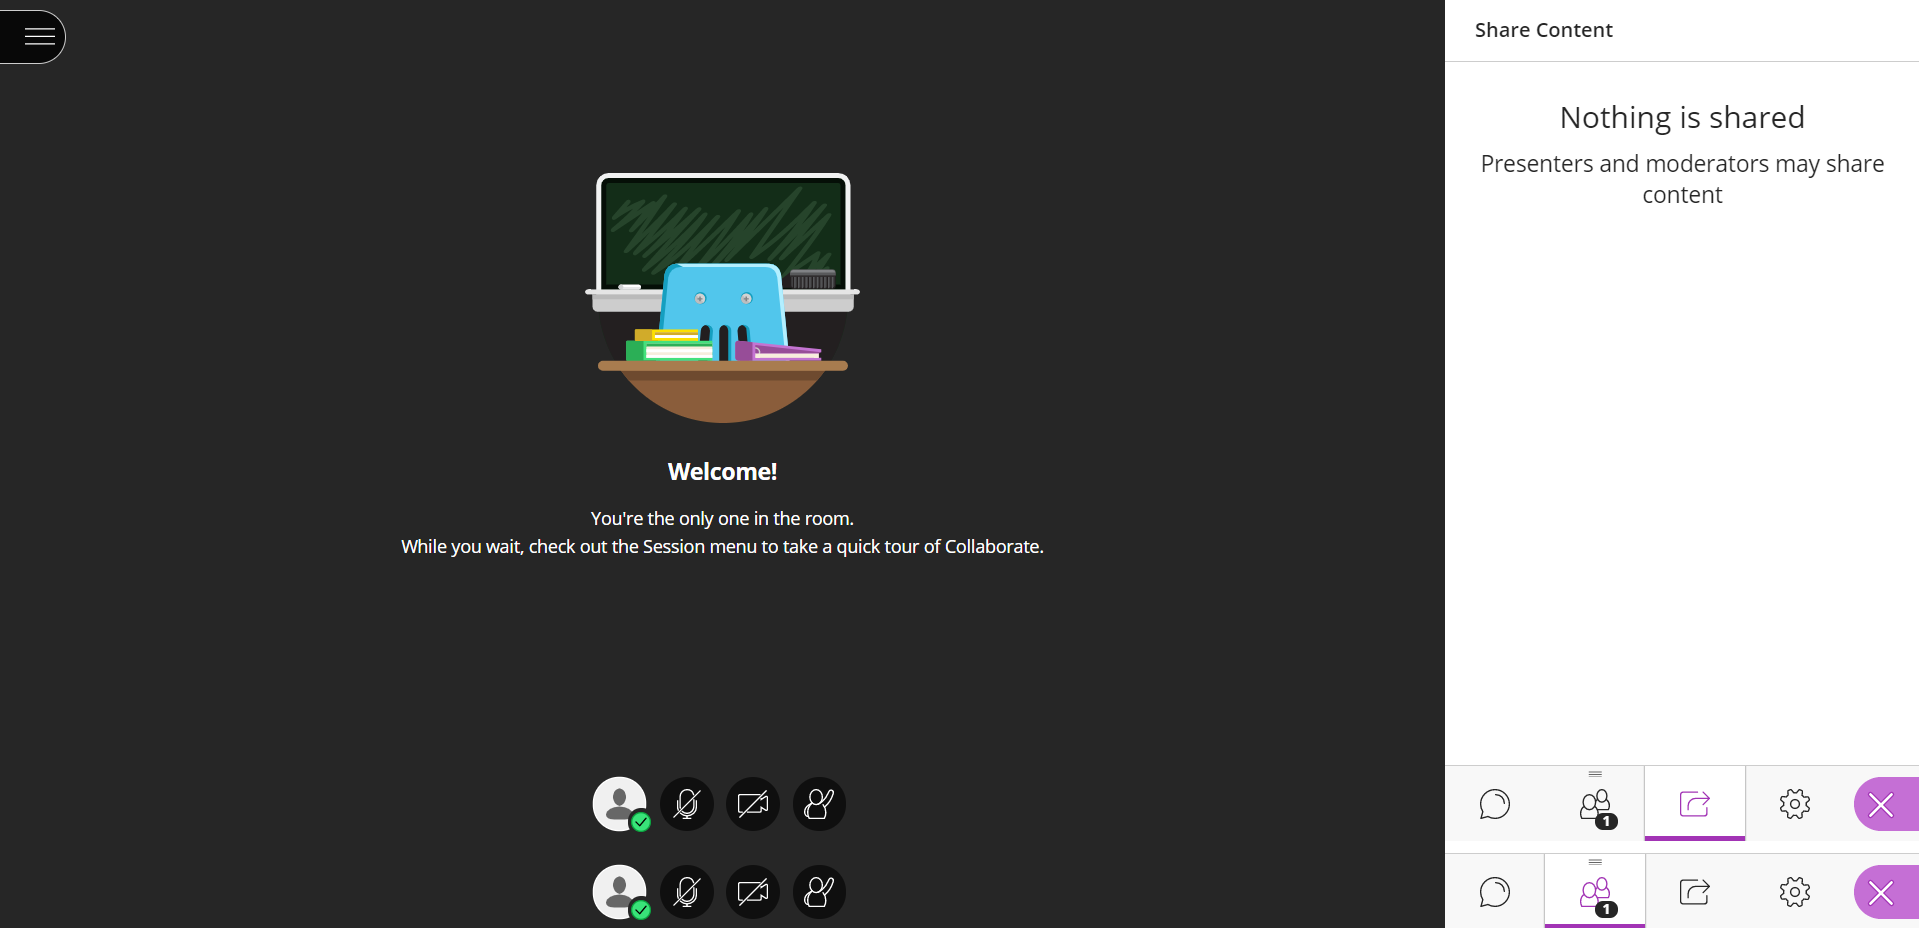 Share Content
Nothing is shared
Presenters and moderators may share
content
Welcome!
You're the only one in the room.
While you wait, check out the Session menu to take a quick tour of Collaborate.
1
1